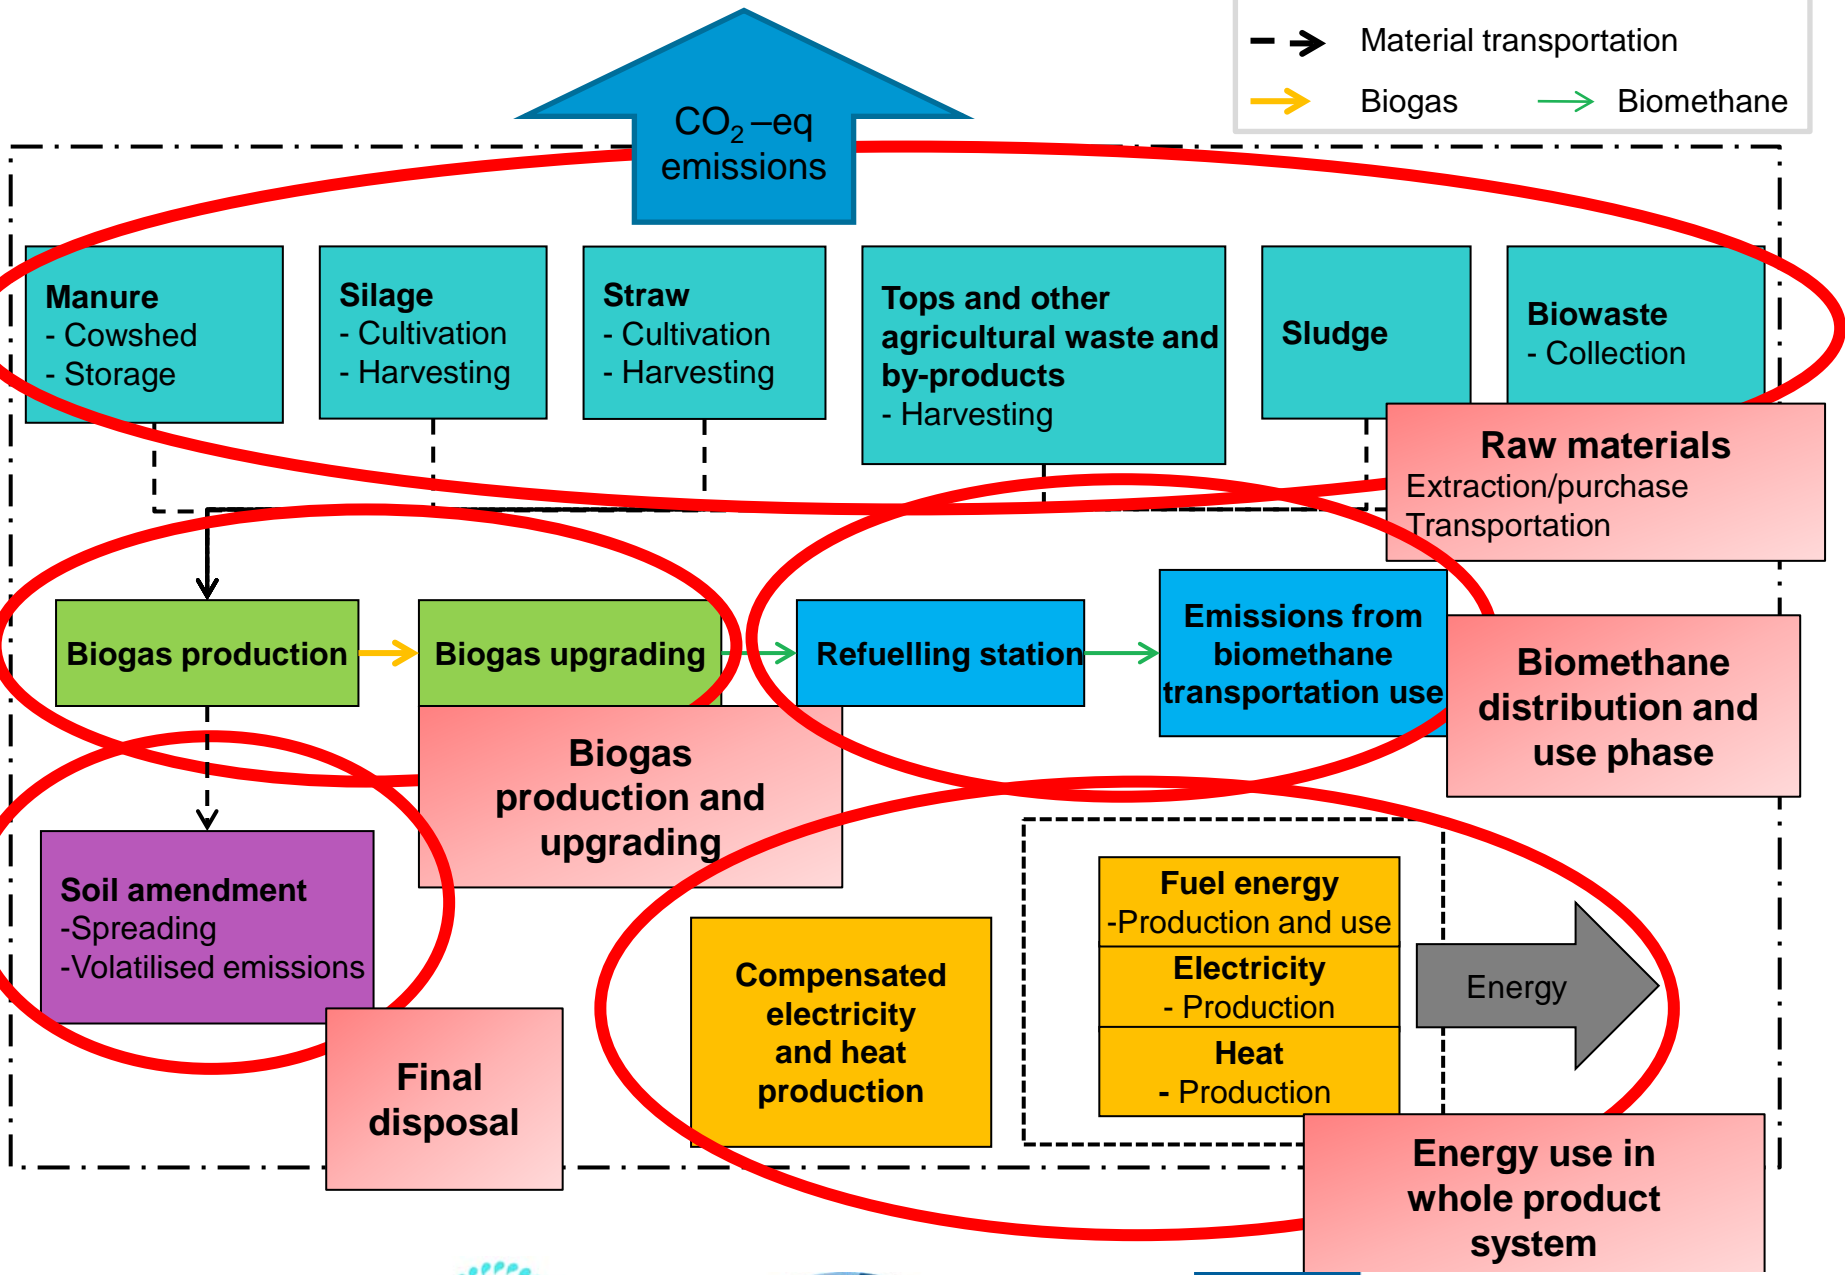 Material transportation
Biogas
Biomethane
CO₂ –eq
emissions
Manure
- Cowshed
- Storage
Silage
- Cultivation
- Harvesting
Straw
- Cultivation
- Harvesting
Tops and other
agricultural waste and
by-products
- Harvesting
Sludge
Biowaste
- Collection
Raw materials
Extraction/purchase
Transportation
Biogas production
Biogas upgrading
Refuelling station
Emissions from
biomethane
transportation use
Biomethane
distribution and
use phase
Biogas
production and
upgrading
Soil amendment
-Spreading
-Volatilised emissions
Final
disposal
Compensated
electricity
and heat
production
Fuel energy
-Production and use
Electricity
- Production
Heat
- Production
Energy
Energy use in
whole product
system